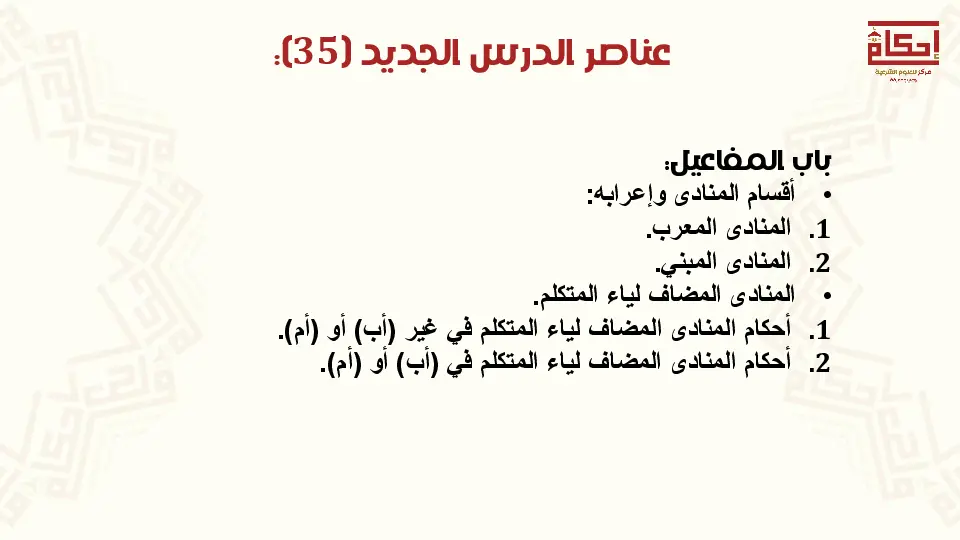 عناصر الدرس الجديد (35):
إحكام
مركز للعلوم الشرعية
باب المفاعيل:
• أقسام المنادى وإعرابه:
1. المنادى المعرب.
2. المنادى المبني.
• المنادى المضاف لياء المتكلم.
1. أحكام المنادى المضاف لياء المتكلم في غير (أب) أو (أم).
2. أحكام المنادى المضاف لياء المتكلم في (أب) أو (أم).